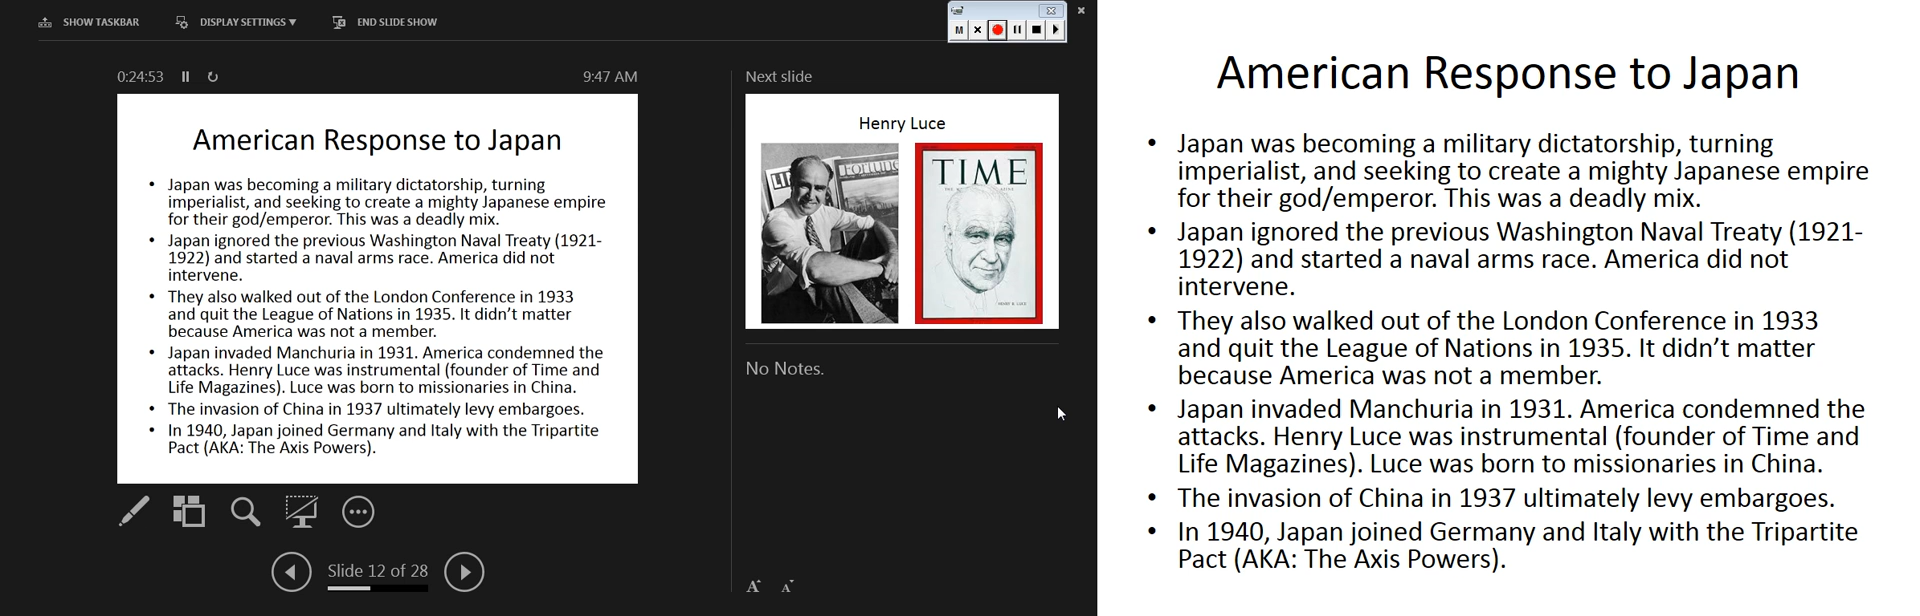 SHOW TASKBAR
DISPLAY SETTINGS ▼
END SLIDE SHOW
M
0:24:53
9:47 AM
American Response to Japan
• Japan was becoming a military dictatorship, turning
imperialist, and seeking to create a mighty Japanese empire
for their god/emperor. This was a deadly mix.
• Japan ignored the previous Washington Naval Treaty (1921-
1922) and started a naval arms race. America did not
intervene.
• They also walked out of the London Conference in 1933
and quit the League of Nations in 1935. It didn’t matter
because America was not a member.
• Japan invaded Manchuria in 1931. America condemned the
attacks. Henry Luce was instrumental (founder of Time and
Life Magazines). Luce was born to missionaries in China.
• The invasion of China in 1937 ultimately levy embargoes.
• In 1940, Japan joined Germany and Italy with the Tripartite
Pact (AKA: The Axis Powers).
Slide 12 of 28
Next slide
Henry Luce
TIME
No Notes.
A A
American Response to Japan
• Japan was becoming a military dictatorship, turning
imperialist, and seeking to create a mighty Japanese empire
for their god/emperor. This was a deadly mix.
• Japan ignored the previous Washington Naval Treaty (1921-
1922) and started a naval arms race. America did not
intervene.
• They also walked out of the London Conference in 1933
and quit the League of Nations in 1935. It didn’t matter
because America was not a member.
• Japan invaded Manchuria in 1931. America condemned the
attacks. Henry Luce was instrumental (founder of Time and
Life Magazines). Luce was born to missionaries in China.
• The invasion of China in 1937 ultimately levy embargoes.
• In 1940, Japan joined Germany and Italy with the Tripartite
Pact (AKA: The Axis Powers).